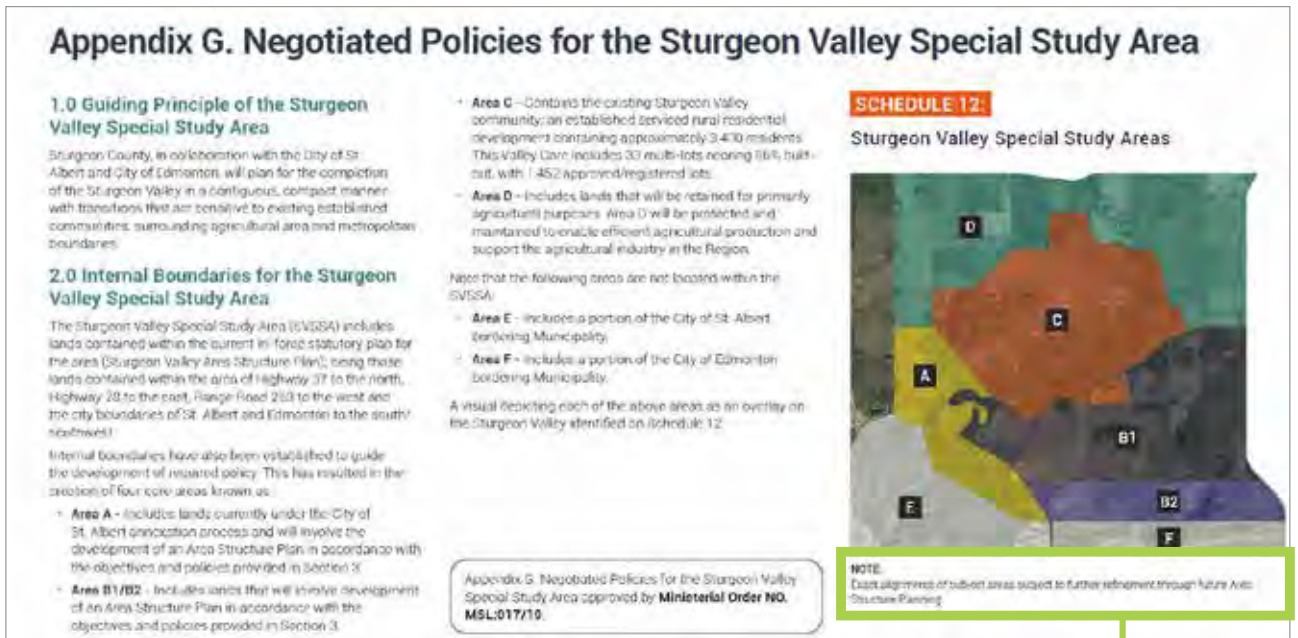 Appendix G. Negotiated Policies for the Sturgeon Valley Special Study Area
1.0 Guiding Principle of the Sturgeon
Valley Special Study Area
Sturgeon County, in collaboration with the City of St.
Albert and City of Edmonton, will plan for the completion
of the Sturgeon Valley in a contiguous, compact manner
with transitions that are sensitive to existing established
communities, surrounding agricultural area and metropolitan
boundaries.
2.0 Internal Boundaries for the Sturgeon
Valley Special Study Area
The Sturgeon Valley Special Study Area (SVSSA) includes
lands contained within the current in-force statutory plan for
the area (Sturgeon Valley Area Structure Plan); being those
lands contained within the area of Highway 37 to the north,
Highway 28 to the east, Range Road 253 to the west and
the city boundaries of St. Albert and Edmonton to the south/
southwest.
Internal boundaries have also been established to guide
the development of required policy. This has resulted in the
creation of four core areas known as:
• Area A - Includes lands currently under the City of
St. Albert annexation process and will involve the
development of an Area Structure Plan in accordance with
the objectives and policies provided in Section 3.
• Area B1/B2 - Includes lands that will involve development
of an Area Structure Plan in accordance with the
objectives and policies provided in Section 3.
• Area C - Contains the existing Sturgeon Valley
community; an established serviced rural residential
development containing approximately residents.
This Valley Core includes 33 multi-lots nearing built-
out, with 1,452 approved/registered lots.
• Area D - Includes lands that will be retained for primarily
agricultural purposes. Area D will be protected and
maintained to enable efficient agricultural production and
support the agricultural industry in the Region.
Note that the following areas are not located within the
SVSSA:
• Area E - Includes a portion of the City of St. Albert
bordering Municipality.
• Area F - Includes a portion of the City of Edmonton
bordering Municipality.
A visual depicting each of the above areas as an overlay on
the Sturgeon Valley identified on Schedule 12.
Appendix G. Negotiated Policies for the Sturgeon Valley
Special Study Area approved by Ministerial Order NO.
MSL:017/19.
SCHEDULE 12:
Sturgeon Valley Special Study Areas
D
C
A
B1
B2
E
F
NOTE:
Exact alignments of subject areas subject to further refinement through future Area
Structure Planning